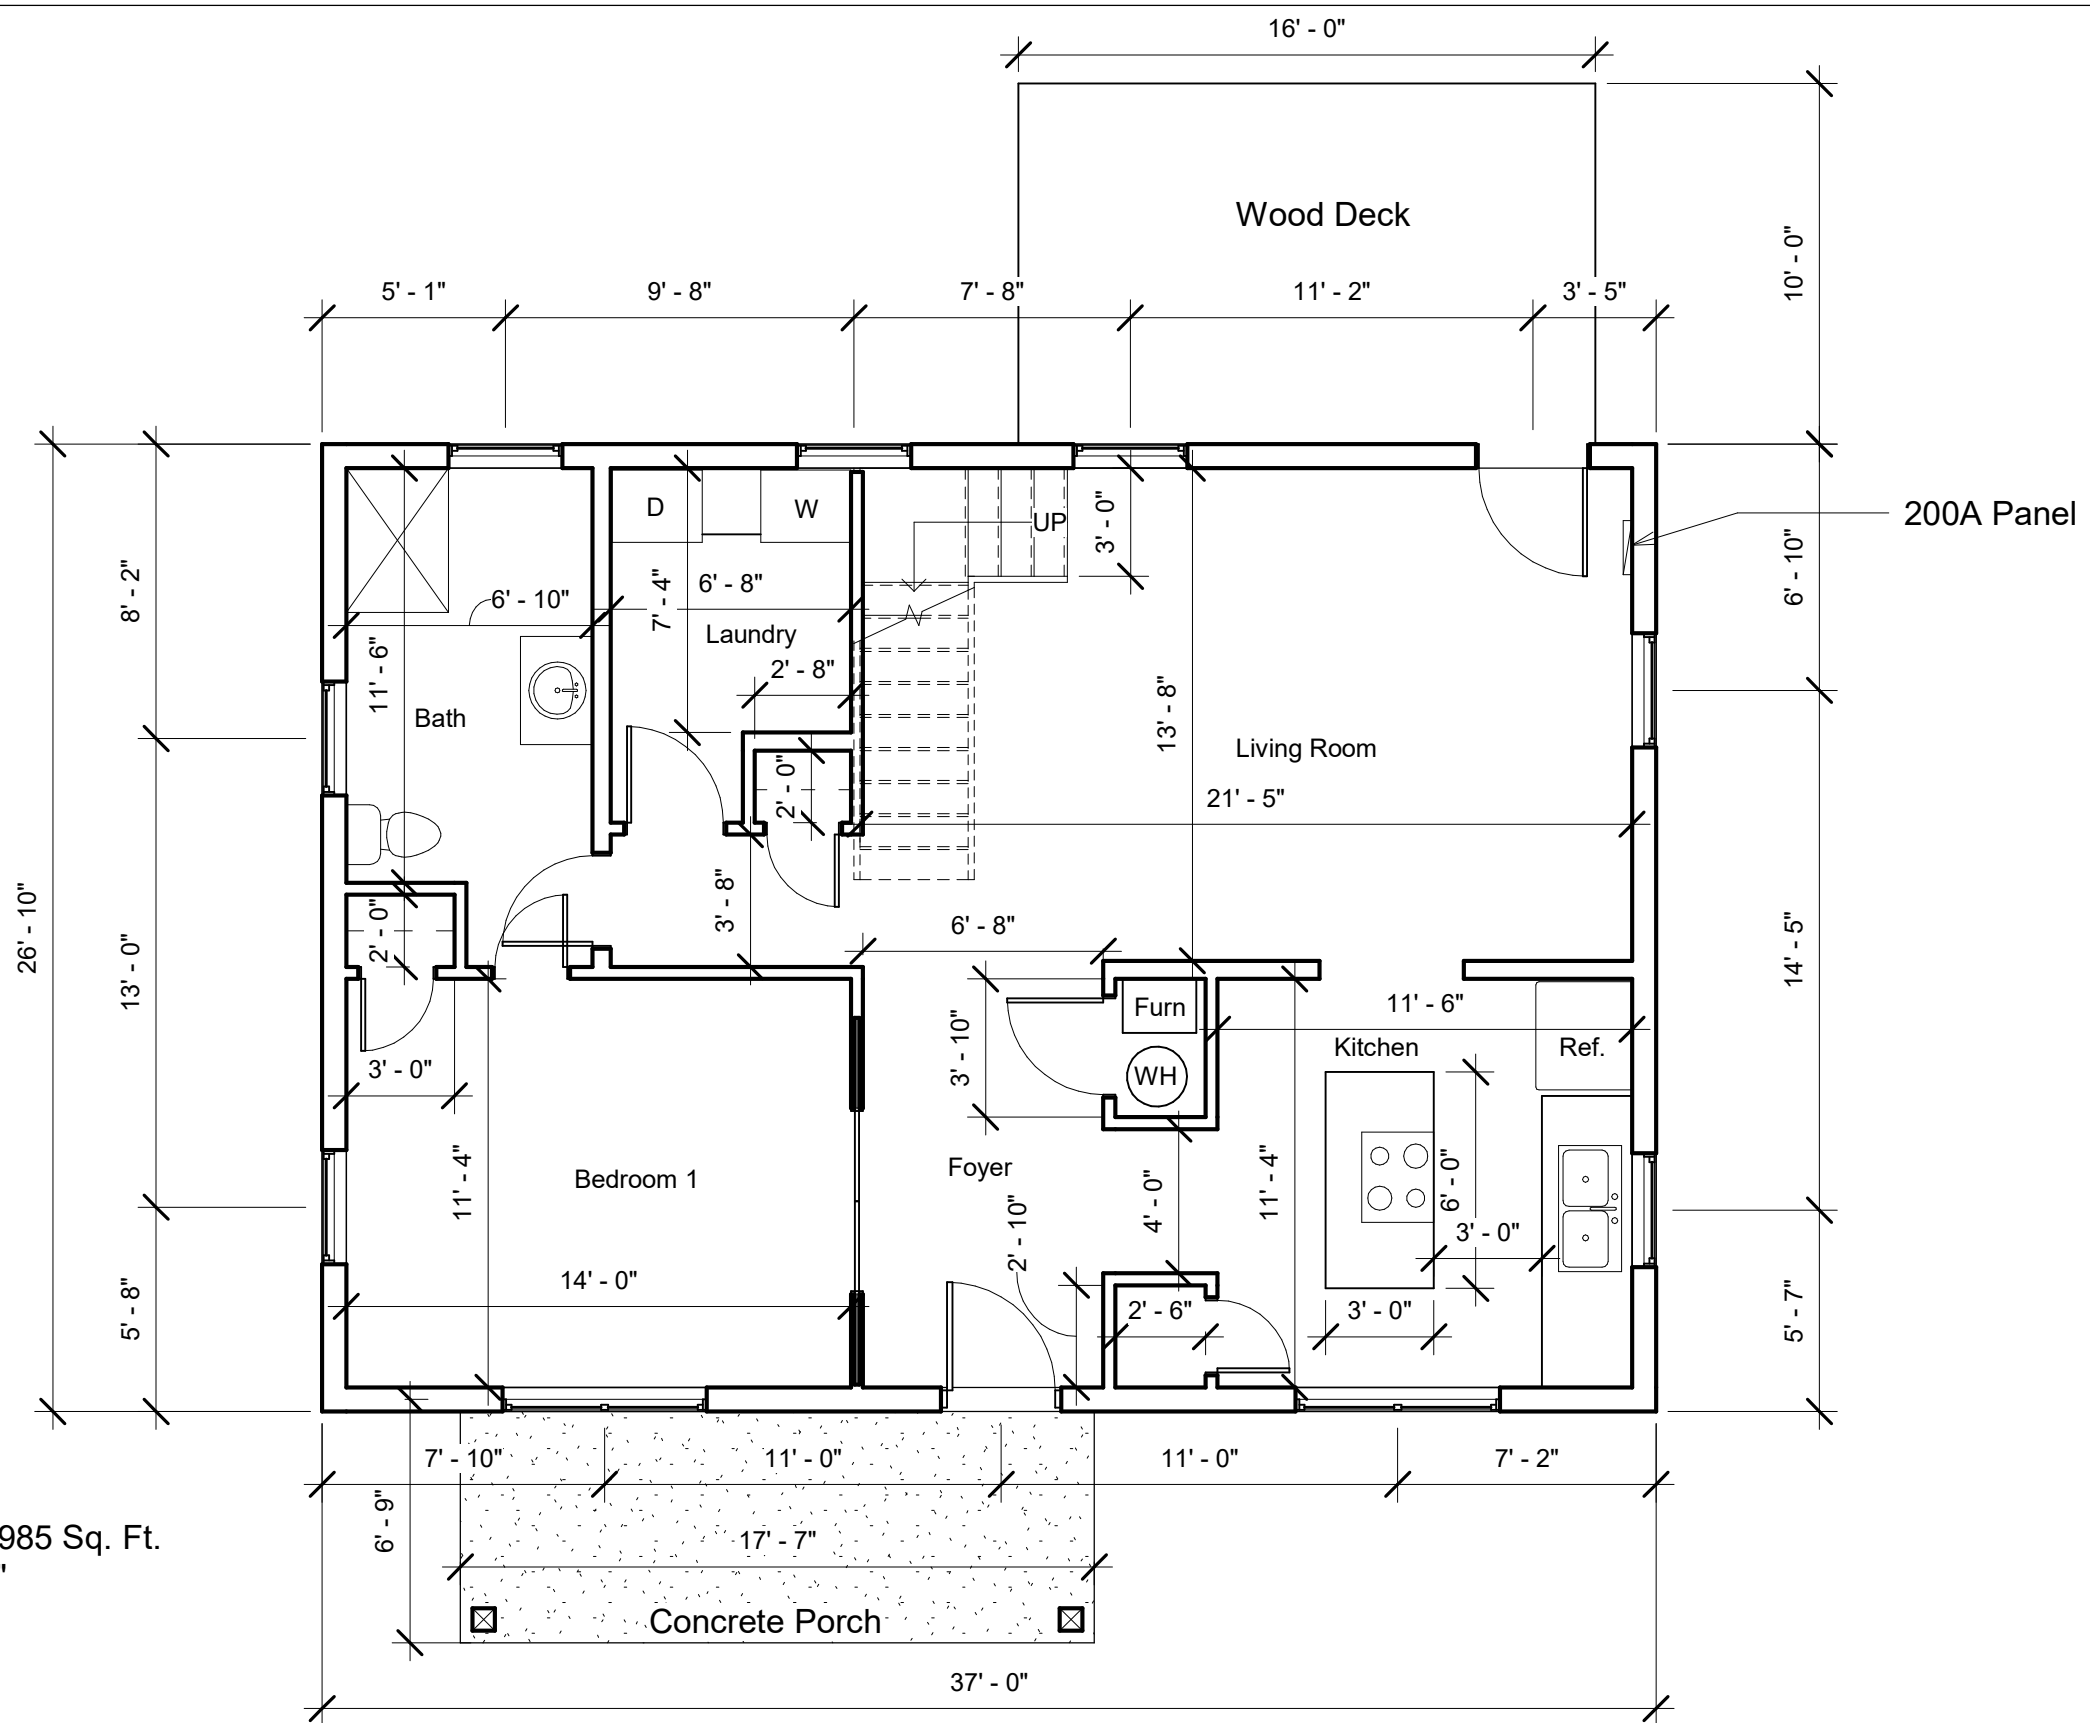 16' - 0"
Wood Deck
10' - 0"
5' - 1"
9' - 8"
7' - 8"
11' - 2"
3' - 5"
200A Panel
D
W
UP
3' - 0"
6' - 10"
8' - 2"
6' - 10"
7' - 4"
6' - 8"
Laundry
11' - 6"
2' - 8"
Bath
13' - 8"
Living Room
2' - 0"
21' - 5"
26' - 10"
13' - 0"
2' - 0"
3' - 8"
6' - 8"
14' - 5"
11' - 6"
Furn
3' - 10"
Kitchen
Ref.
3' - 0"
WH
11' - 4"
Bedroom 1
Foyer
4' - 0"
11' - 4"
6' - 0"
2' - 10"
3' - 0"
14' - 0"
5' - 8"
2' - 6"
3' - 0"
5' - 7"
7' - 10"
11' - 0"
11' - 0"
7' - 2"
6' - 9"
985 Sq. Ft.
"
17' - 7"
Concrete Porch
37' - 0"